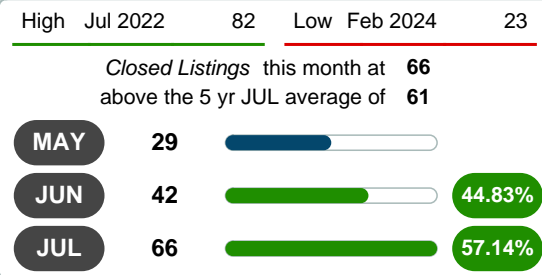 High Jul 2022 82 Low Feb 2024 23
Closed Listings this month at 66
above the 5 yr JUL average of 61
MAY 29
JUN 42 44.83%
JUL 66 57.14%